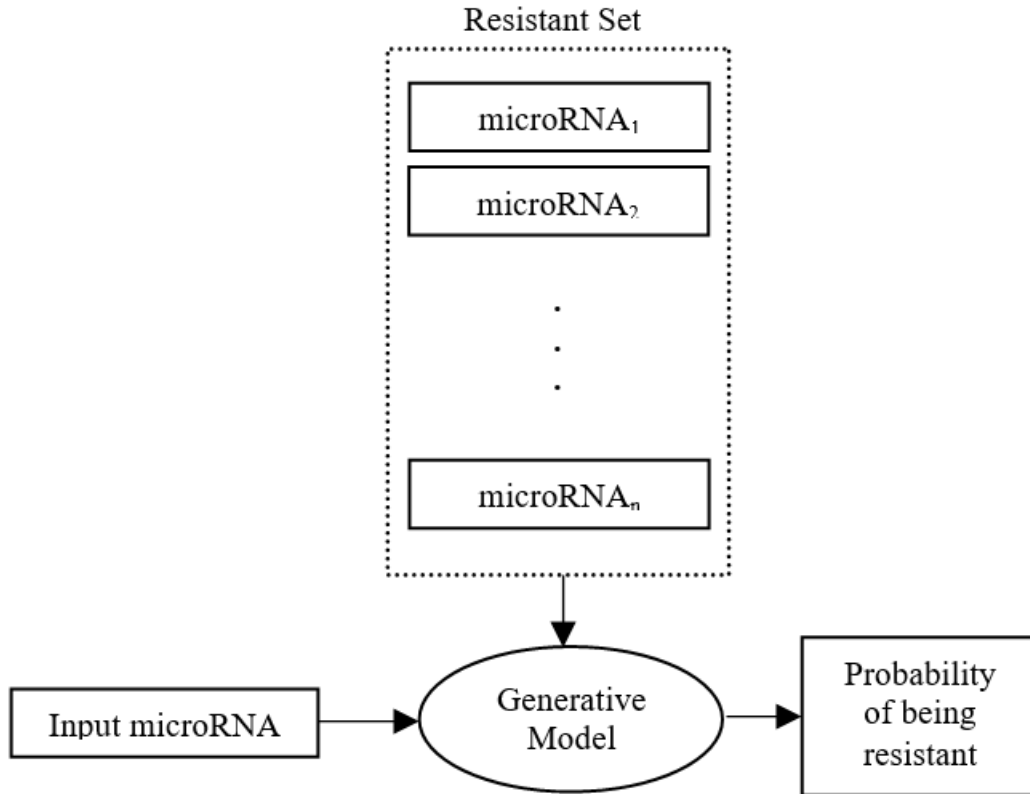 Resistant Set
microRNA₁
microRNA₂
microRNAₙ
Input microRNA
Generative
Model
Probability
of being
resistant